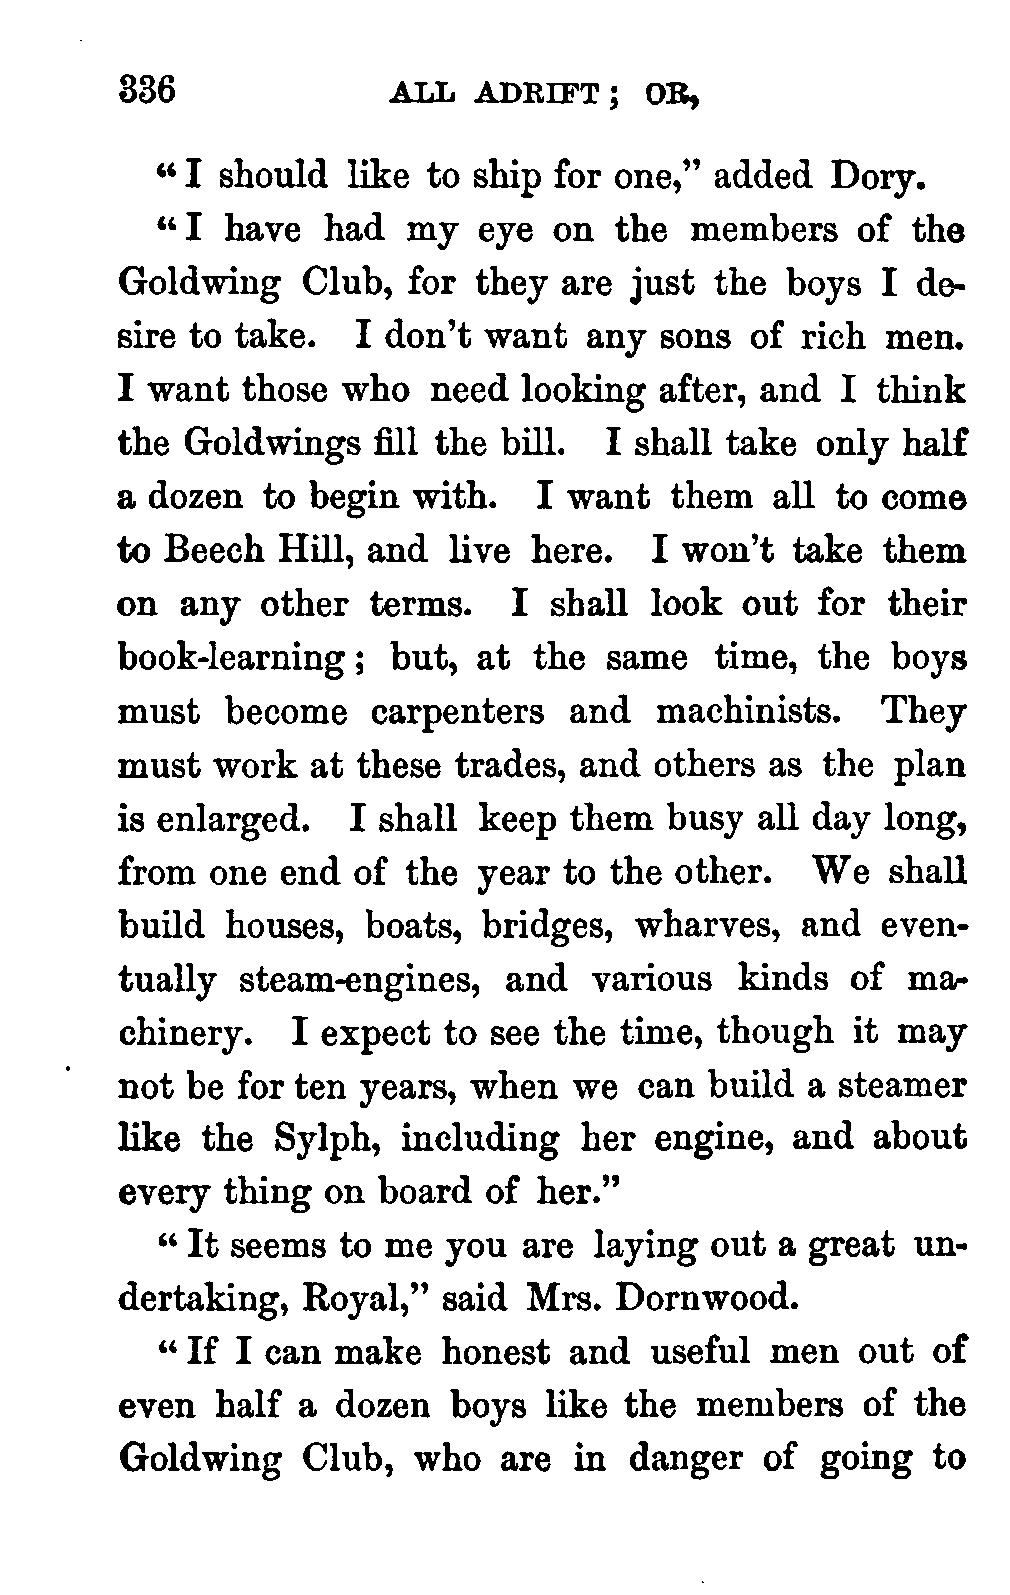 336 ALL ADRIFT; OR,
"I should like to ship for one," added Dory.
"I have had my eye on the members of the
Goldwing Club, for they are just the boys I de-
sire to take. I don't want any sons of rich men.
I want those who need looking after, and I think
the Goldwings fill the bill. I shall take only half
a dozen to begin with. I want them all to come
to Beech Hill, and live here. I won't take them
on any other terms. I shall look out for their
book-learning; but, at the same time, the boys
must become carpenters and machinists. They
must work at these trades, and others as the plan
is enlarged. I shall keep them busy all day long,
from one end of the year to the other. We shall
build houses, boats, bridges, wharves, and even-
tually steam-engines, and various kinds of ma-
chinery. I expect to see the time, though it may
not be for ten years, when we can build a steamer
like the Sylph, including her engine, and about
every thing on board of her."
"It seems to me you are laying out a great un-
dertaking, Royal," said Mrs. Dornwood.
"If I can make honest and useful men out of
even half a dozen boys like the members of the
Goldwing Club, who are in danger of going to